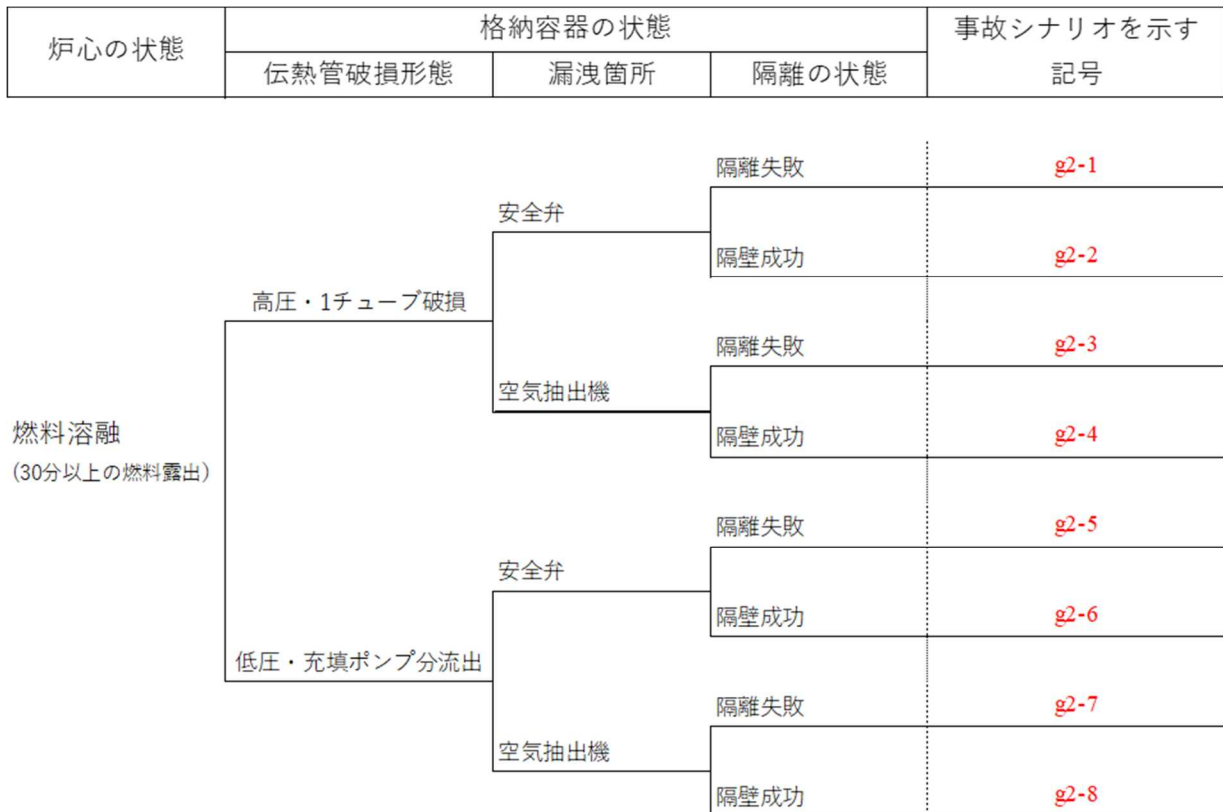 炉心の状態
格納容器の状態
事故シナリオを示す
記号
伝熱管破損形態
漏洩箇所
隔離の状態
隔離失敗
g2-1
安全弁
隔壁成功
g2-2
高圧・1チューブ破損
隔離失敗
g2-3
空気抽出機
隔壁成功
g2-4
燃料溶融
(30分以上の燃料露出)
隔離失敗
g2-5
安全弁
隔壁成功
g2-6
低圧・充填ポンプ分流出
隔離失敗
g2-7
空気抽出機
隔壁成功
g2-8